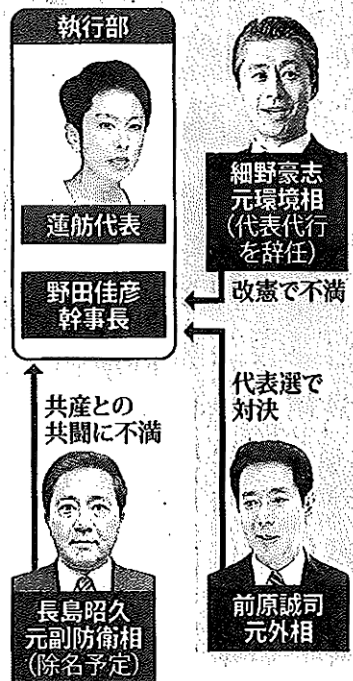 執行部
蓮舫代表
野田佳彦
幹事長
細野豪志
元環境相
(代表代行
を辞任)
改憲で不満
共産との
共闘に不満
代表選で
対決
長島昭久
元副防衛相
(除名予定)
前原誠司
元外相